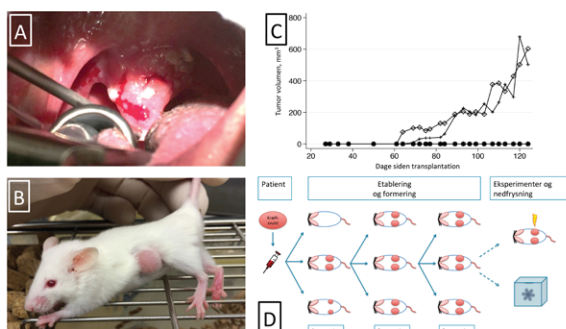 A
C
800
600
400
200
0
Tumor volumen, mm³
20
40
60
80
100
120
Dage siden transplantation
B
Patient
Etablering
og formering
Eksperimenter og
nedfrysning
D